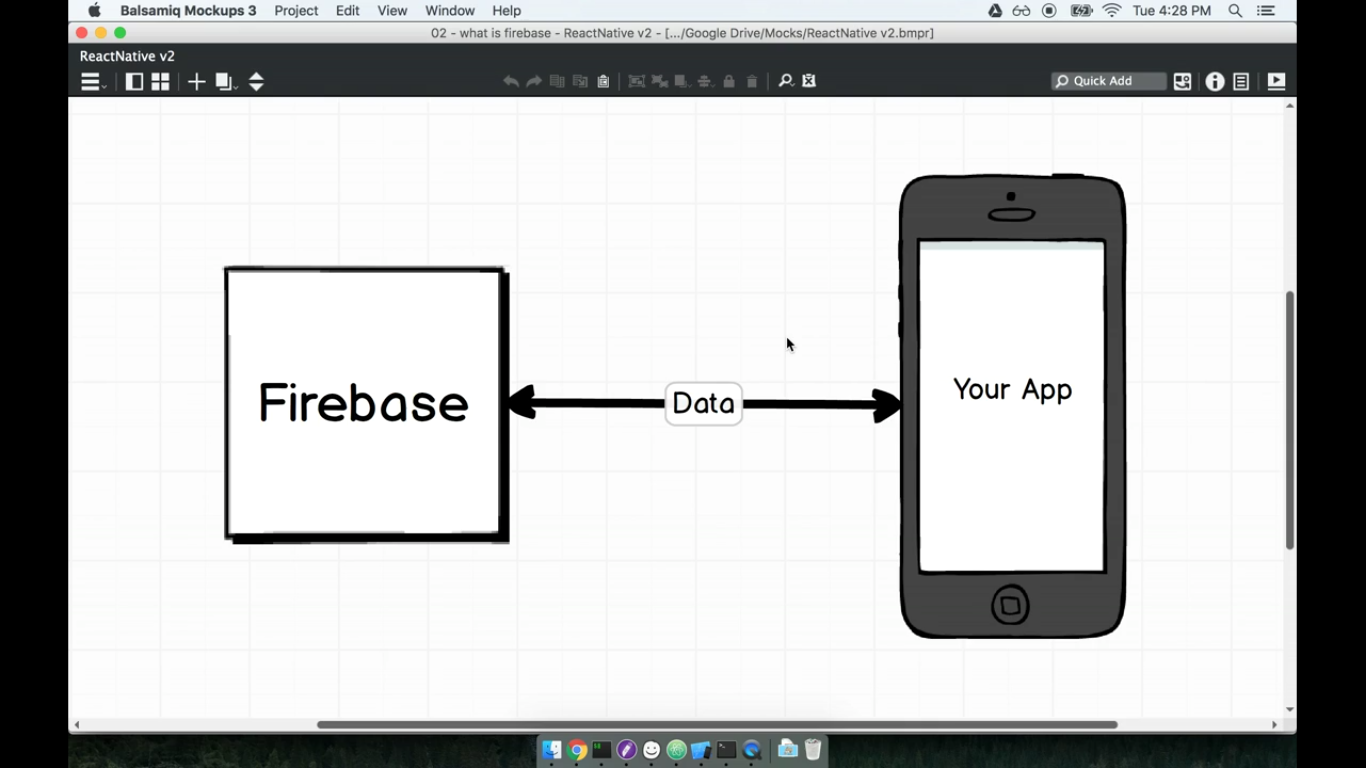 Balsamiq Mockups 3 Project Edit View Window Help Tue 4:28 PM
02 - what is firebase - ReactNative v2 - [.../Google Drive/Mocks/ReactNative v2.bmpr]
ReactNative v2
Quick Add
Firebase
Data
Your App